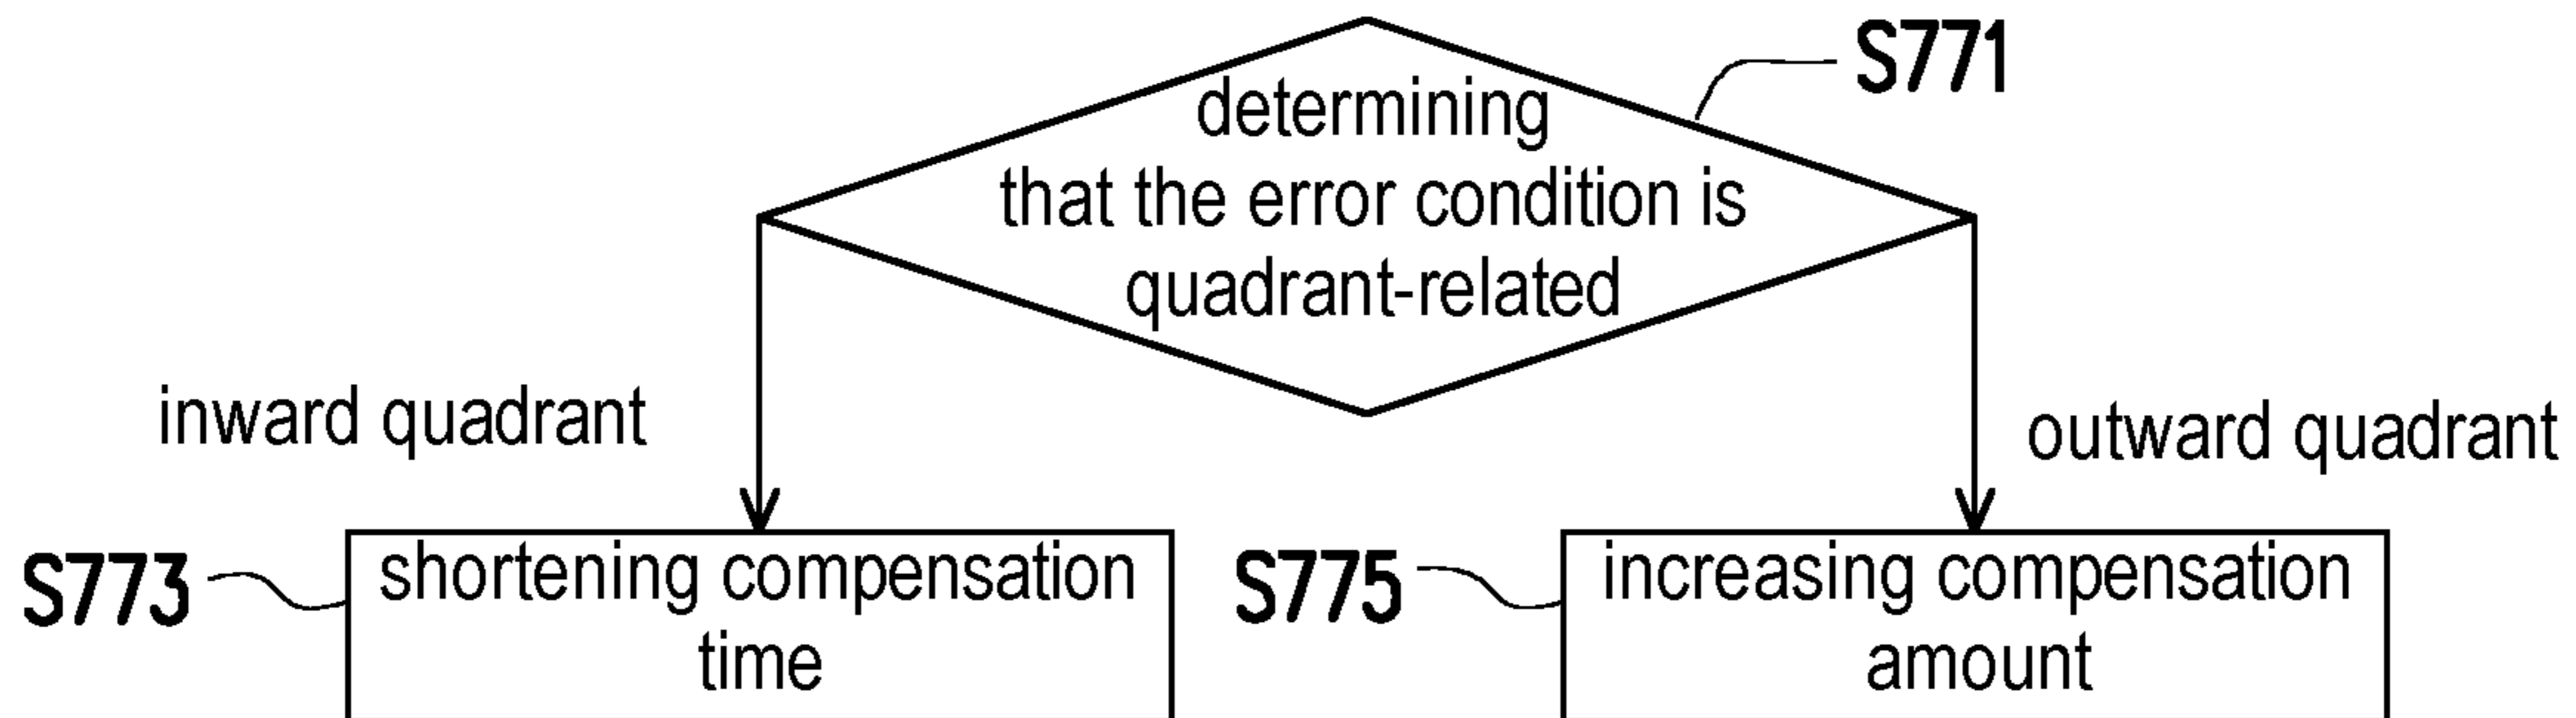 S771
determining
that the error condition is
quadrant-related
inward quadrant
outward quadrant
S773
shortening compensation
time
S775
increasing compensation
amount